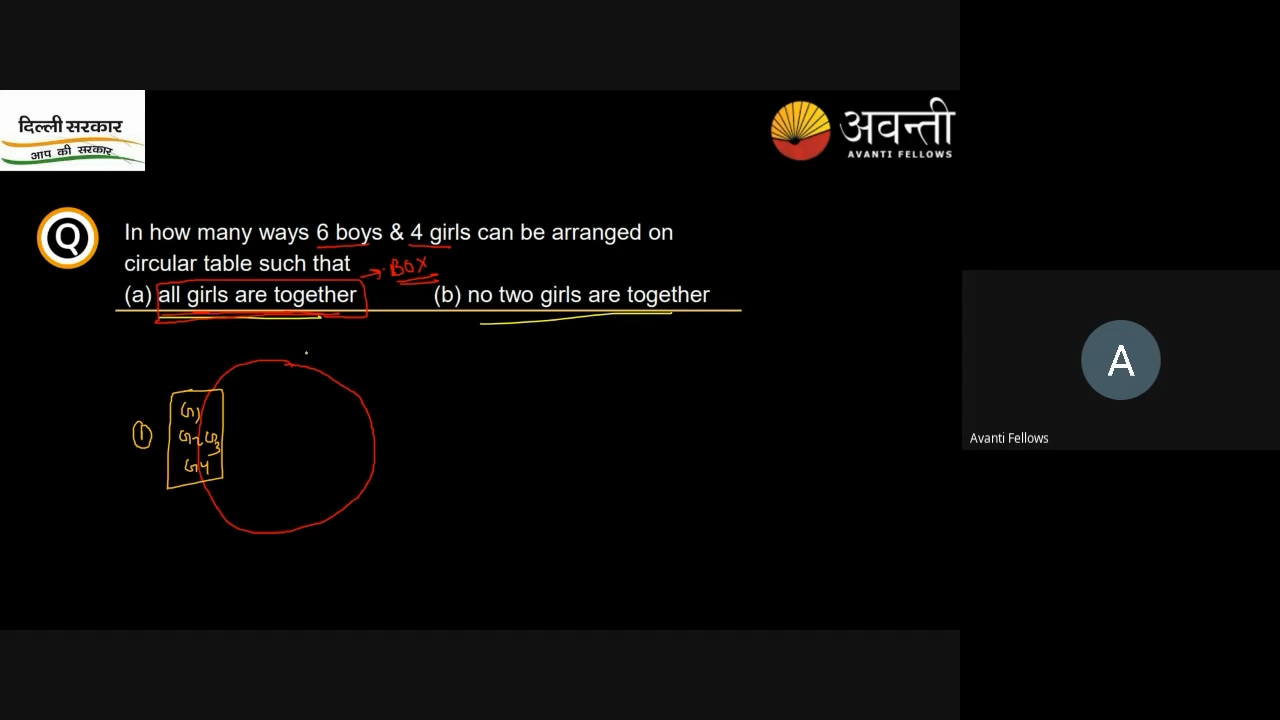 दिल्ली सरकार
आप की सरकार
अवन्ती
AVANTI FELLOWS
Q
In how many ways 6 boys & 4 girls can be arranged on
circular table such that
→ BOX
(a) all girls are together (b) no two girls are together
①
G1
G2 G3
G4
A
Avanti Fellows